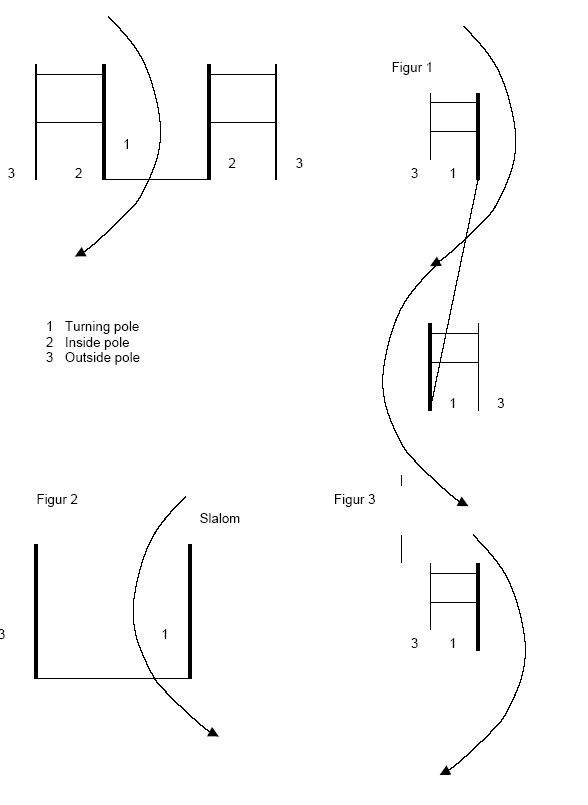 Figur 1
1
3 2 2 3
3 1
1 Turning pole
2 Inside pole
3 Outside pole
1 3
Figur 2
Slalom
Figur 3
3 1
3 1